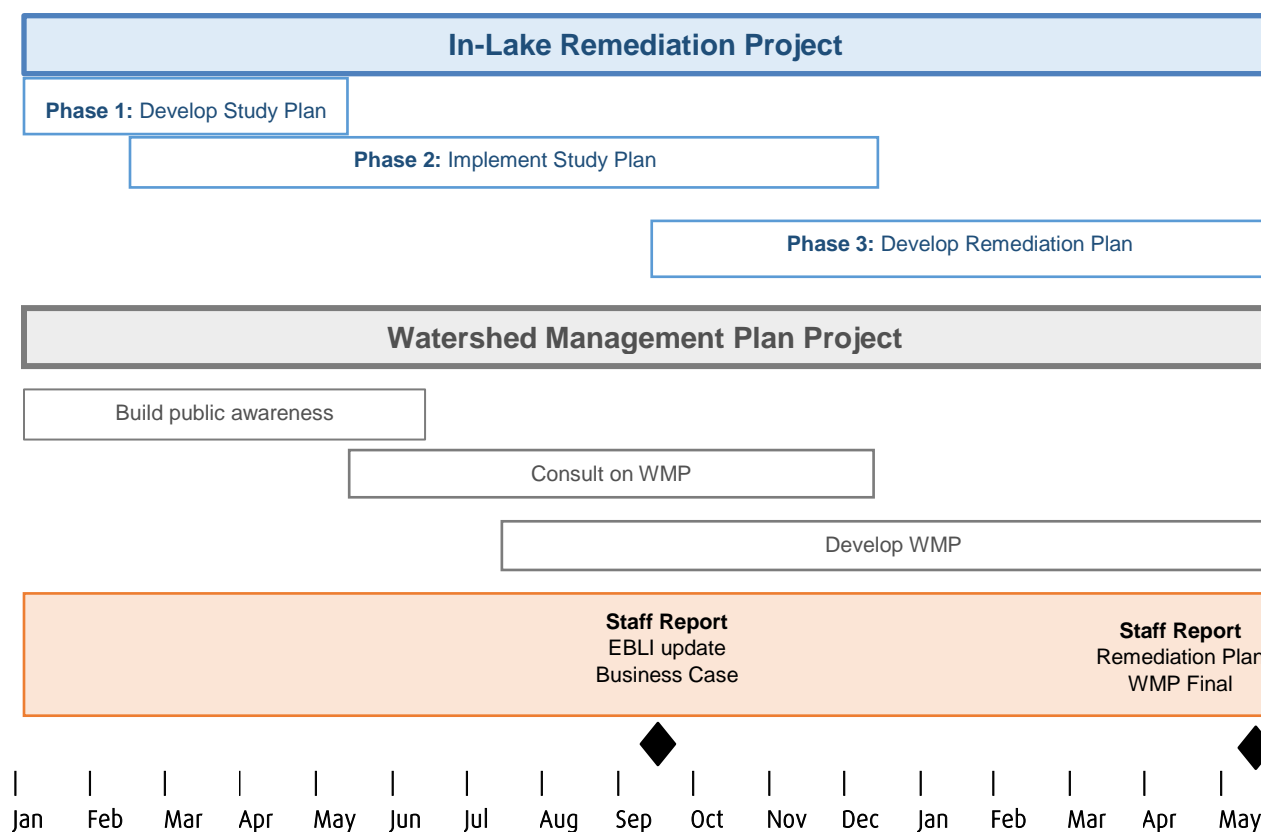 In-Lake Remediation Project
Phase 1: Develop Study Plan
Phase 2: Implement Study Plan
Phase 3: Develop Remediation Plan
Watershed Management Plan Project
Build public awareness
Consult on WMP
Develop WMP
Staff Report
EBLI update
Business Case
Staff Report
Remediation Plan
WMP Final
Jan Feb Mar Apr May Jun Jul Aug Sep Oct Nov Dec Jan Feb Mar Apr May